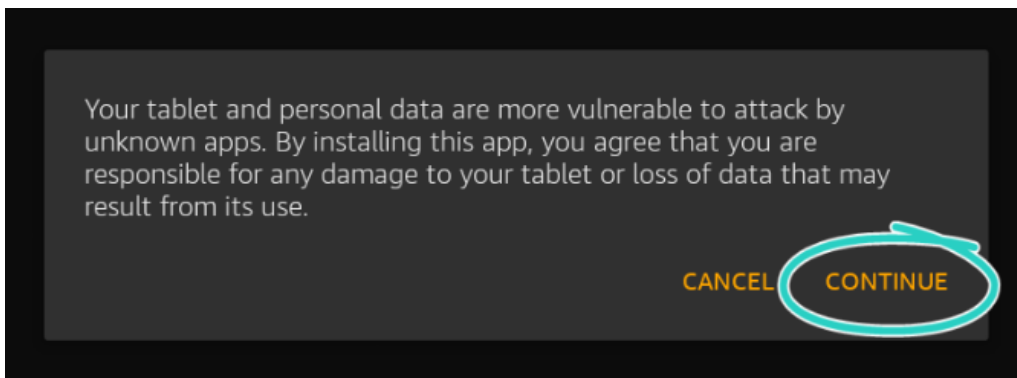 Your tablet and personal data are more vulnerable to attack by
unknown apps. By installing this app, you agree that you are
responsible for any damage to your tablet or loss of data that may
result from its use.
CANCEL CONTINUE